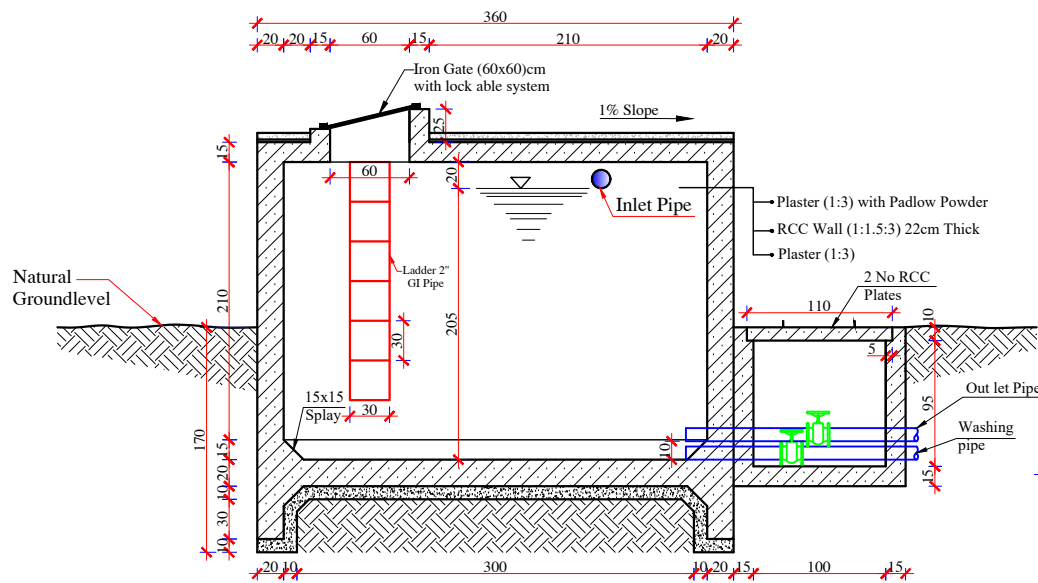 360
20
20
15
60
15
210
20
Iron Gate (60x60)cm
with lock able system
1% Slope
25
15
60
20
Inlet Pipe
Plaster (1:3) with Padlow Powder
RCC Wall (1:1.5:3) 22cm Thick
Plaster (1:3)
Natural
Groundlevel
Ladder 2"
GI Pipe
2 No RCC
Plates
110
10
210
205
30
5
15x15
Splay
30
Out let Pipe
95
Washing
pipe
170
15
10
20
15
10
30
10
20
10
300
10
20
15
100
15